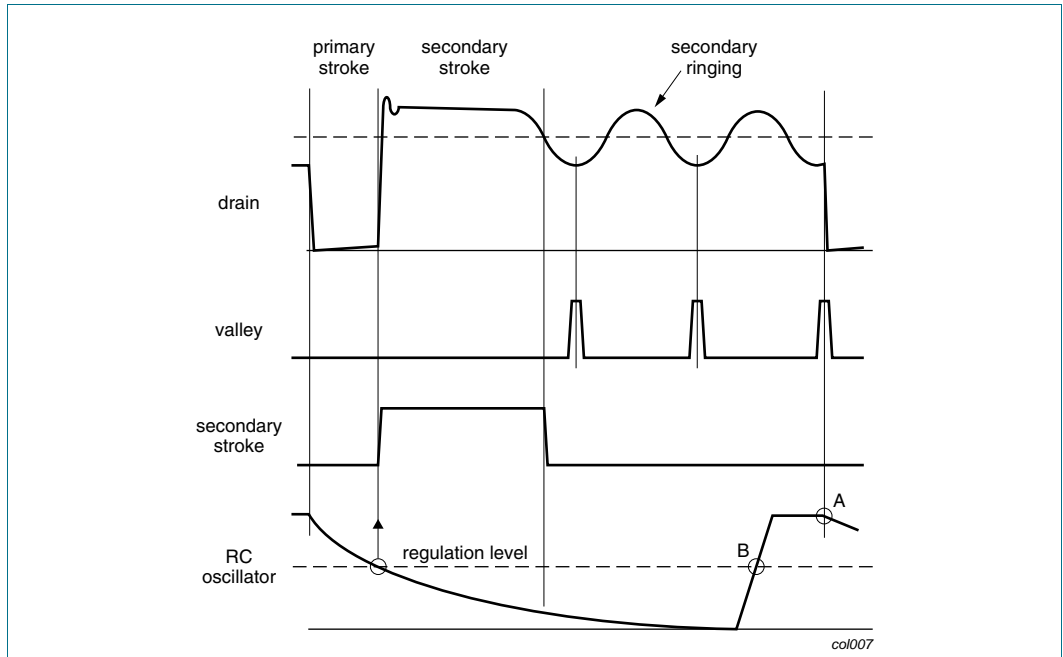 primary
stroke
secondary
stroke
secondary
ringing
drain
valley
secondary
stroke
A
B
regulation level
RC
oscillator
col007